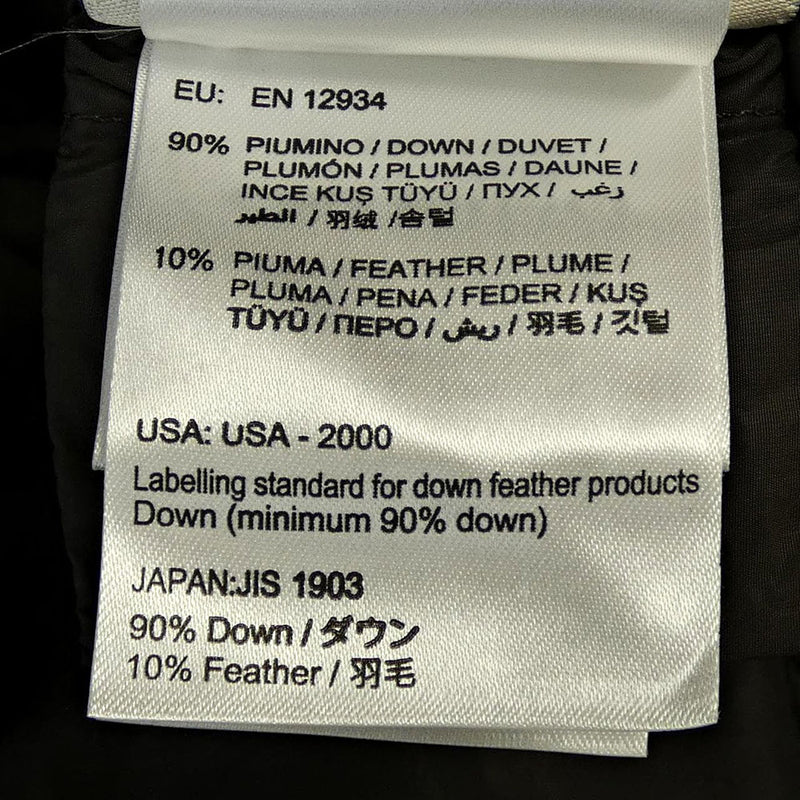 EU: EN 12934
90% PIUMINO / DOWN / DUVET /
PLUMÓN / PLUMAS / DAUNE /
INCE KUŞ TÜYÜ / ПУХ / رغب
الطير / 羽绒 /솜털
10% PIUMA / FEATHER / PLUME /
PLUMA / PENA / FEDER / KUŞ
TÜYÜ / ПЕРО / ريش / 羽毛 / 깃털
USA: USA - 2000
Labelling standard for down feather products
Down (minimum 90% down)
JAPAN:JIS 1903
90% Down / ダウン
10% Feather / 羽毛